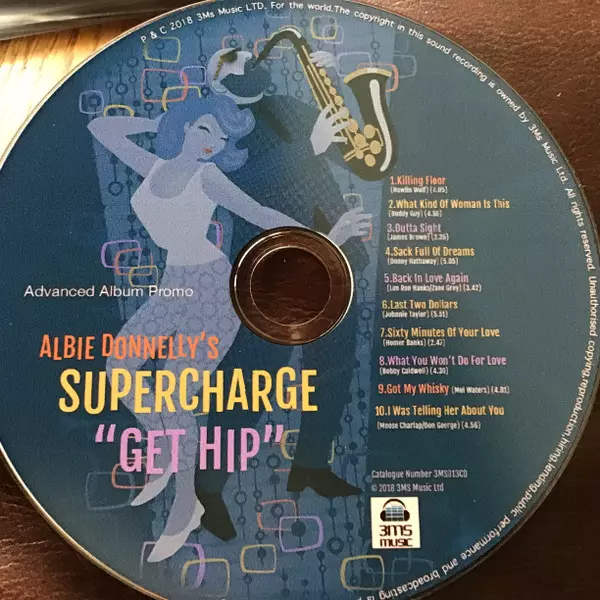 P & C 2018 3Ms Music LTD. For the world.The copyright in this sound recording is owned by 3Ms Music Ltd. All rights reserved. Unauthorised copying,reproduction,hiring,lending,public performance and broadcasting is
Advanced Album Promo
ALBIE DONNELLY'S
SUPERCHARGE
"GET HIP"
1.Killing Floor
(Howlin Wolf) (4.05)
2.What Kind Of Woman Is This
(Buddy Guy)
3.Outta Sight
(James Brown) (3.35)
4.Sack Full Of Dreams
(Donny Hathaway) (5.05)
5.Back In Love Again
(Len Ron Hanks/Zane Grey) (3.42)
6.Last Two Dollars
(Johnnie Taylor) (5.51)
7.Sixty Minutes Of Your Love
(Homer Banks) (2.47)
8.What You Won't Do For Love
(Bobby Caldwell) (4.30)
9.Got My Whisky (Mel Waters) (4.01)
10.I Was Telling Her About You
(Moose Charlap/Don George) (4.56)
Catalogue Number 3MS013CD
© 2018 3MS Music Ltd
3MS
MUSIC